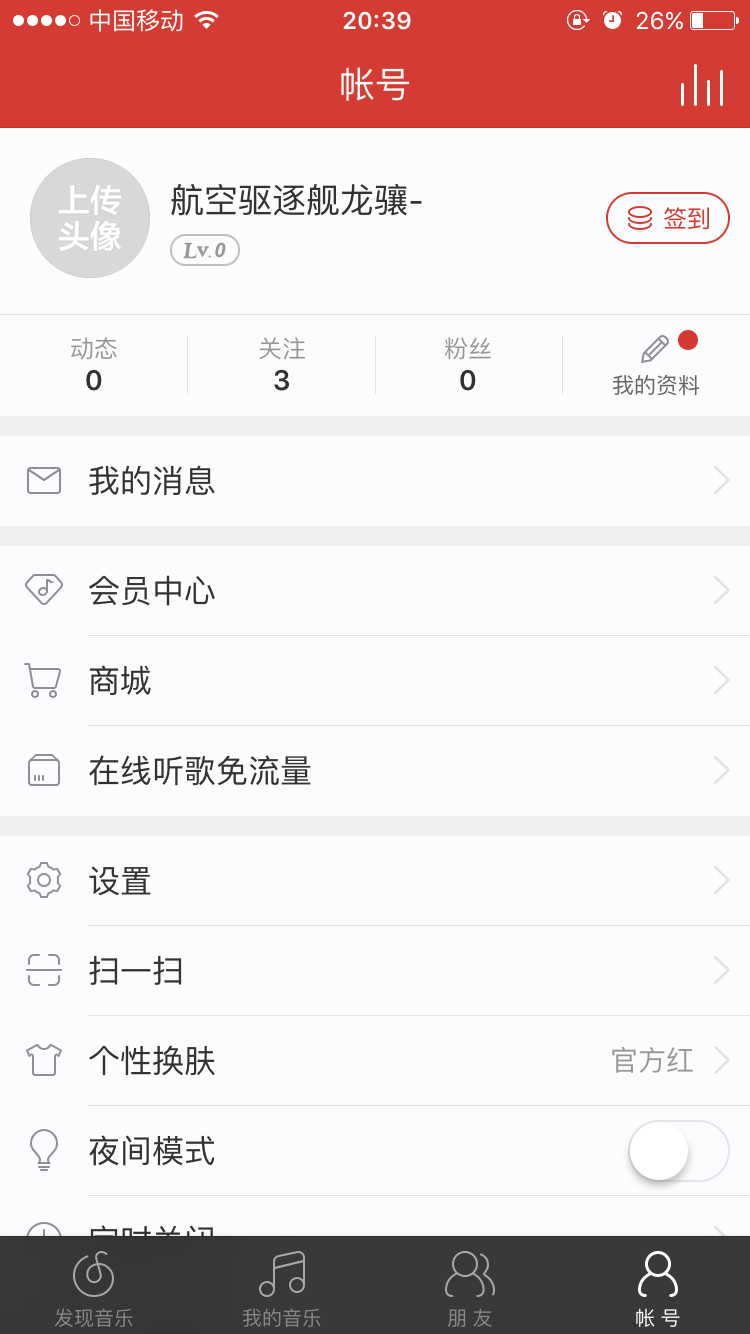 中国移动 20:39 26%
帐号
上传
头像
航空驱逐舰龙骧-
Lv.0
签到
动态 关注 粉丝
0 3 0
我的资料
我的消息
会员中心
商城
在线听歌免流量
设置
扫一扫
个性换肤 官方红
夜间模式
定时关闭
发现音乐 我的音乐 朋友 帐号